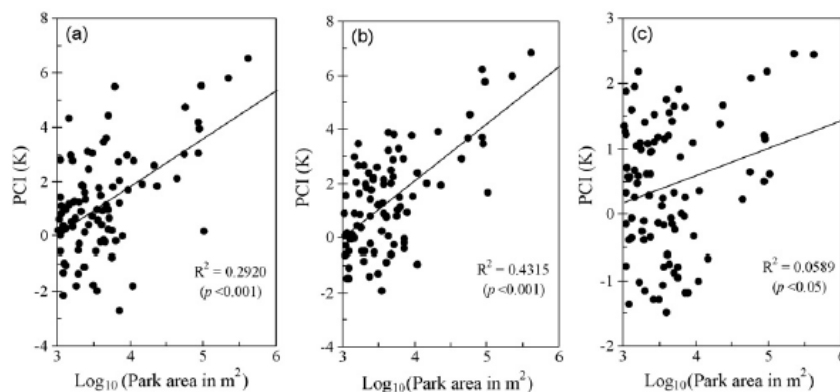 (a)
8
6
4
2
0
-2
-4
PCI (K)
R² = 0.2920
(p <0.001)
3 4 5 6
Log₁₀ (Park area in m²)
(b)
8
6
4
2
0
-2
-4
PCI (K)
R² = 0.4315
(p <0.001)
3 4 5 6
Log₁₀(Park area in m²)
(c)
3
2
1
0
-1
-2
PCI (K)
R² = 0.0589
(p <0.05)
3 4 5 6
Log₁₀(Park area in m²)